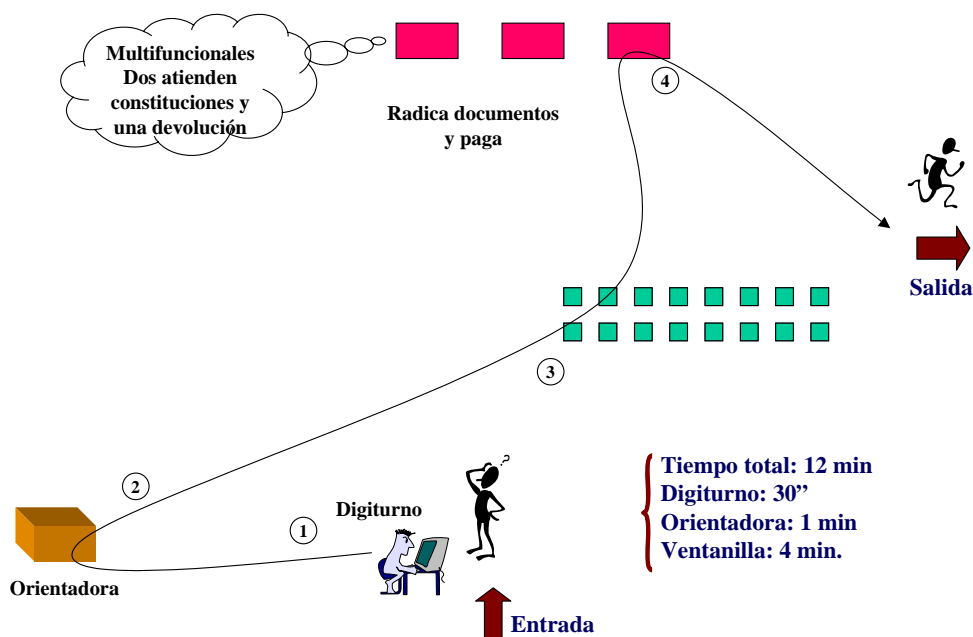 Multifuncionales
Dos atienden
constituciones y
una devolución
Radica documentos
y paga
4
Salida
3
2
1
Digiturno
?
Orientadora
Entrada
Tiempo total: 12 min
Digiturno: 30”
Orientadora: 1 min
Ventanilla: 4 min.